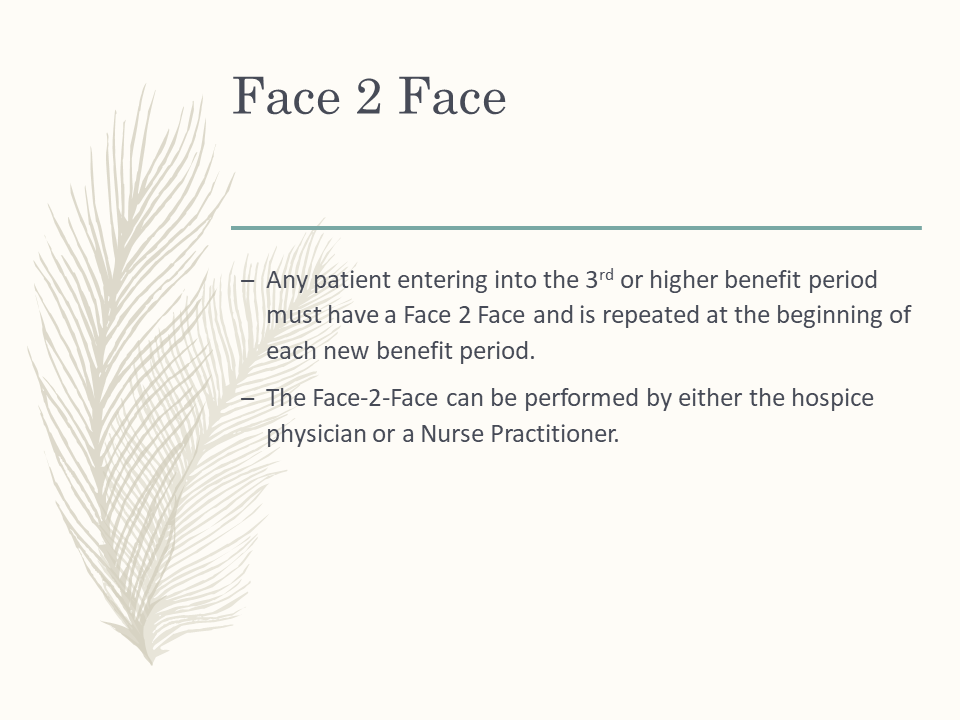 Face 2 Face
– Any patient entering into the 3rd or higher benefit period
must have a Face 2 Face and is repeated at the beginning of
each new benefit period.
– The Face-2-Face can be performed by either the hospice
physician or a Nurse Practitioner.